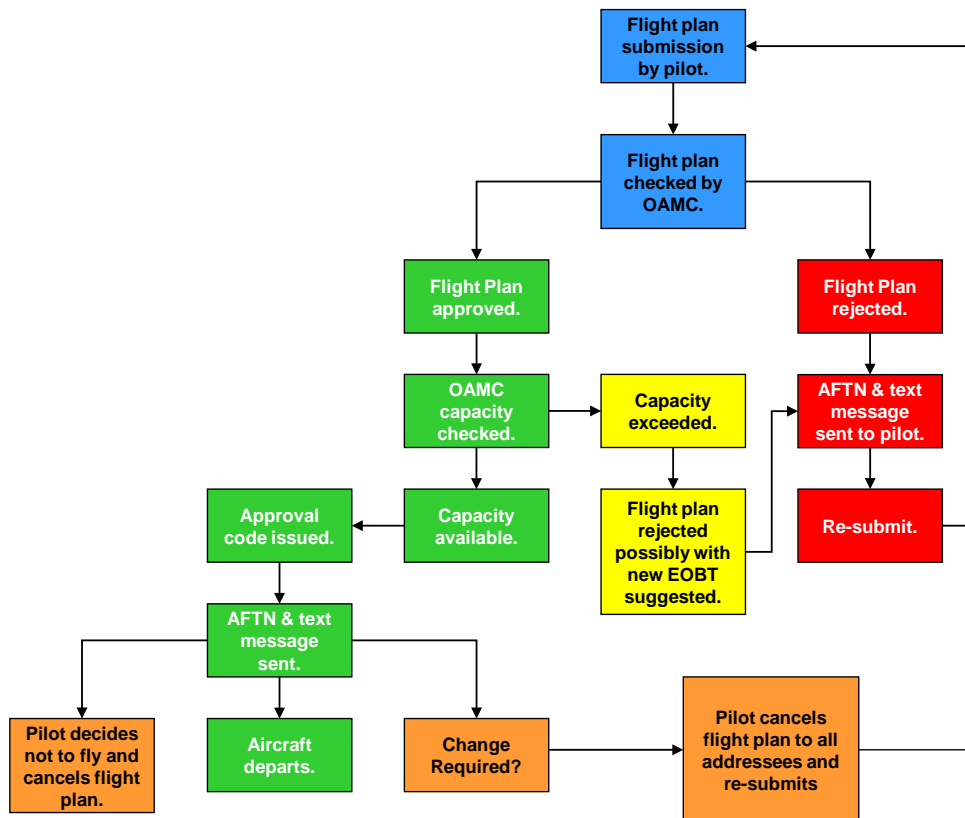 Flight plan
submission
by pilot.
Flight plan
checked by
OAMC.
Flight Plan
approved.
Flight Plan
rejected.
OAMC
capacity
checked.
Capacity
exceeded.
AFTN & text
message
sent to pilot.
Approval
code issued.
Capacity
available.
Flight plan
rejected
possibly with
new EOBT
suggested.
Re-submit.
AFTN & text
message
sent.
Pilot decides
not to fly and
cancels flight
plan.
Aircraft
departs.
Change
Required?
Pilot cancels
flight plan to all
addressees and
re-submits